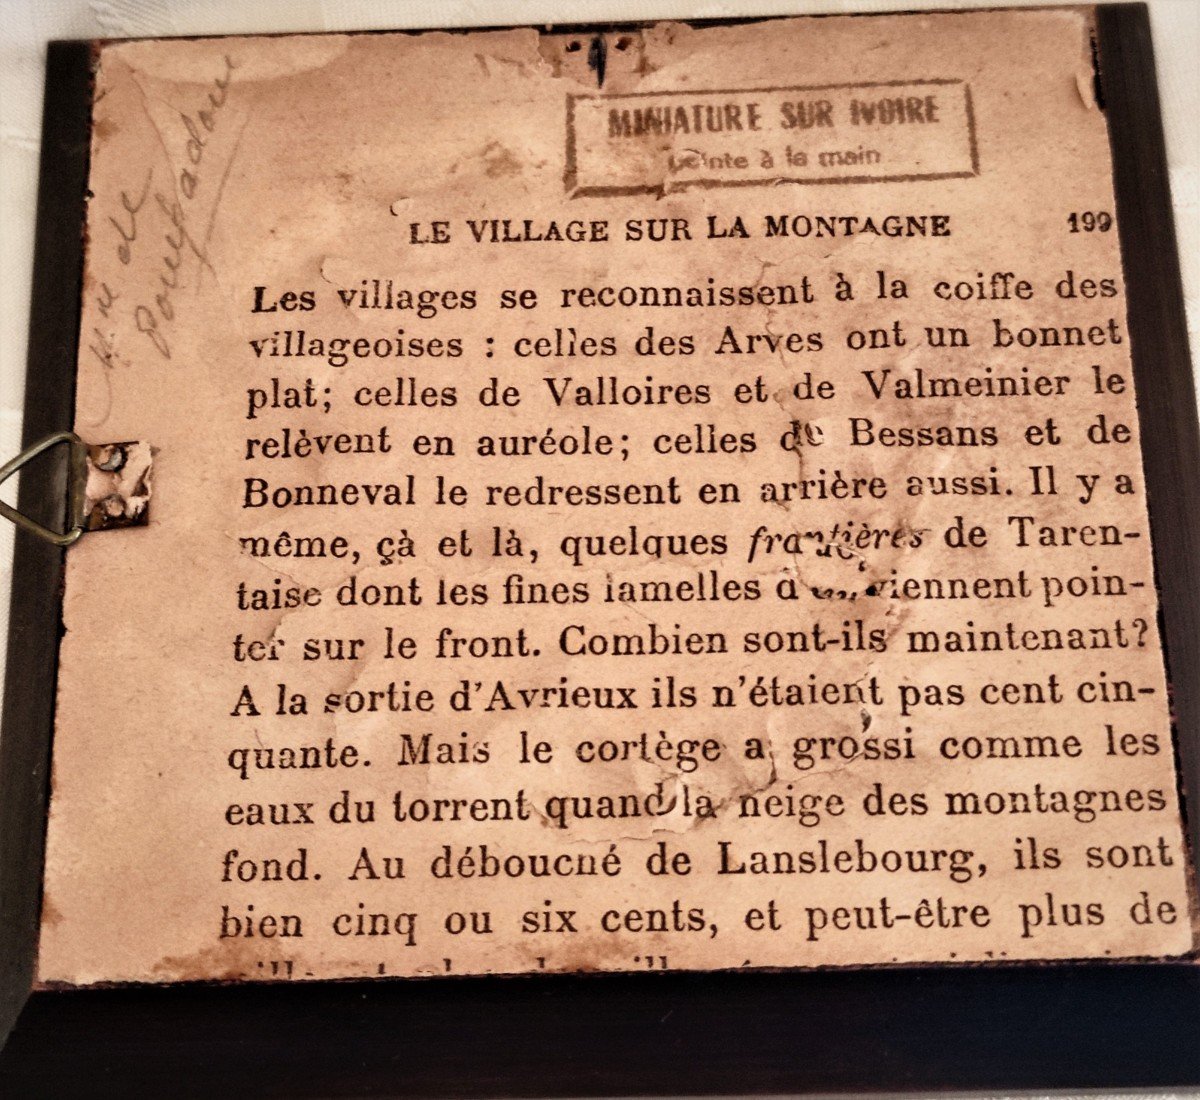 MINIATURE SUR IVOIRE
peinte à la main
Mme de
Pompadour
LE VILLAGE SUR LA MONTAGNE 199
Les villages se reconnaissent à la coiffe des
villageoises : celles des Arves ont un bonnet
plat; celles de Valloires et de Valmeinier le
relèvent en auréole; celles de Bessans et de
Bonneval le redressent en arrière aussi. Il y a
même, çà et là, quelques frontières de Taren-
taise dont les fines lamelles viennent poin-
ter sur le front. Combien sont-ils maintenant?
A la sortie d'Avrieux ils n'étaient pas cent cin-
quante. Mais le cortège a grossi comme les
eaux du torrent quand la neige des montagnes
fond. Au débouché de Lanslebourg, ils sont
bien cinq ou six cents, et peut-être plus de